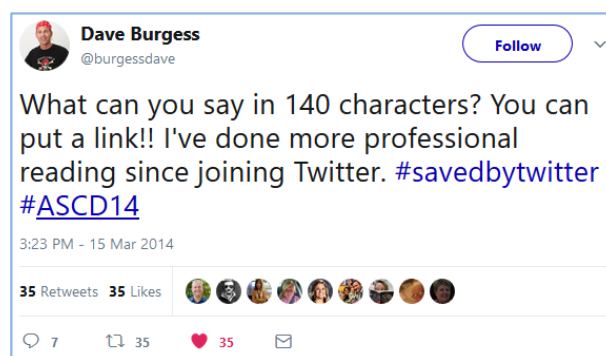 Dave Burgess
@burgessdave
Follow
What can you say in 140 characters? You can
put a link!! I've done more professional
reading since joining Twitter. #savedbytwitter
#ASCD14
3:23 PM - 15 Mar 2014
35 Retweets 35 Likes
7 35 35